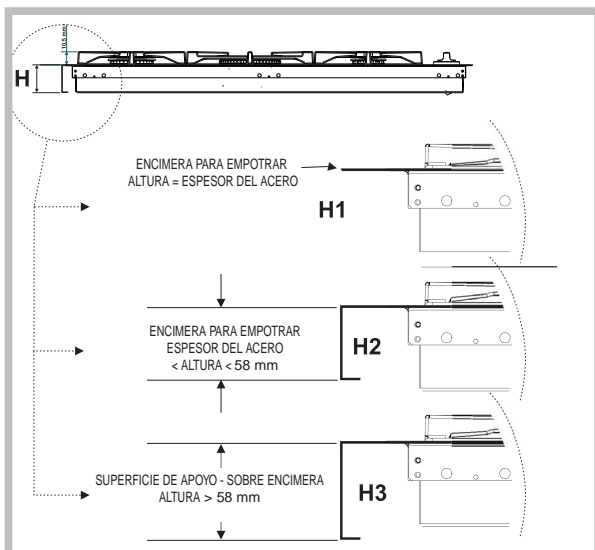 10,5 mm
H
ENCIMERA PARA EMPOTRAR
ALTURA = ESPESOR DEL ACERO
H1
ENCIMERA PARA EMPOTRAR
ESPESOR DEL ACERO
< ALTURA < 58 mm
H2
SUPERFICIE DE APOYO - SOBRE ENCIMERA
ALTURA > 58 mm
H3